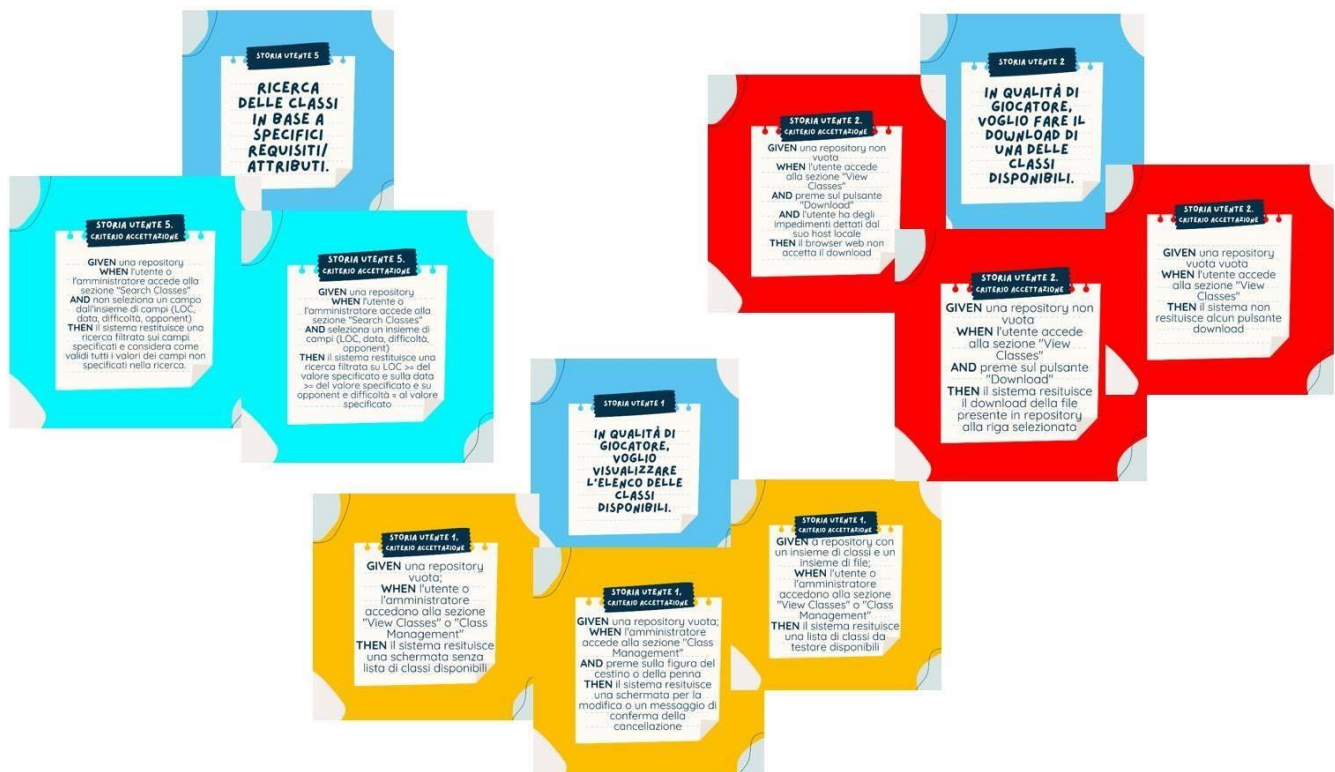 STORIA UTENTE 5
RICERCA
DELLE CLASSI
IN BASE A
SPECIFICI
REQUISITI/
ATTRIBUTI.
STORIA UTENTE 5.
CRITERIO ACCETTAZIONE
GIVEN una repository
WHEN l'utente o
l'amministratore accede alla
sezione "Search Classes"
AND non seleziona un campo
dall'insieme di campi (LOC,
data, difficoltà, opponent)
THEN il sistema restituisce una
ricerca filtrata sui campi
specificati e considera come
validi tutti i valori dei campi non
specificati nella ricerca.
STORIA UTENTE 5.
CRITERIO ACCETTAZIONE
GIVEN una repository
WHEN l'utente o
l'amministratore accede alla
sezione "Search Classes"
AND seleziona un insieme di
campi (LOC, data, difficoltà,
opponent)
THEN il sistema restituisce una
ricerca filtrata su LOC >= del
valore specificato e sulla data
>= del valore specificato e su
opponent e difficoltà = al valore
specificato
STORIA UTENTE 2
IN QUALITÀ DI
GIOCATORE,
VOGLIO FARE IL
DOWNLOAD DI
UNA DELLE
CLASSI
DISPONIBILI.
STORIA UTENTE 2.
CRITERIO ACCETTAZIONE
GIVEN una repository non
vuota
WHEN l'utente accede
alla sezione "View
Classes"
AND preme sul pulsante
"Download"
AND l'utente ha degli
impedimenti dettati dal
suo host locale
THEN il browser web non
accetta il download
STORIA UTENTE 2.
CRITERIO ACCETTAZIONE
GIVEN una repository non
vuota
WHEN l'utente accede
alla sezione "View
Classes"
AND preme sul pulsante
"Download"
THEN il sistema resituisce
il download della file
presente in repository
alla riga selezionata
STORIA UTENTE 2.
CRITERIO ACCETTAZIONE
GIVEN una repository
vuota vuota
WHEN l'utente accede
alla sezione "View
Classes"
THEN il sistema non
resituisce alcun pulsante
download
STORIA UTENTE 1
IN QUALITÀ DI
GIOCATORE,
VOGLIO
VISUALIZZARE
L'ELENCO DELLE
CLASSI
DISPONIBILI.
STORIA UTENTE 1.
CRITERIO ACCETTAZIONE
GIVEN una repository
vuota;
WHEN l'utente o
l'amministratore
accedono alla sezione
"View Classes" o "Class
Management"
THEN il sistema resituisce
una schermata senza
lista di classi disponibili
STORIA UTENTE 1.
CRITERIO ACCETTAZIONE
GIVEN una repository vuota;
WHEN l'amministratore
accede alla sezione "Class
Management"
AND preme sulla figura del
cestino o della penna
THEN il sistema resituisce
una schermata per la
modifica o un messaggio di
conferma della
cancellazione
STORIA UTENTE 1.
CRITERIO ACCETTAZIONE
GIVEN a repository con
un insieme di classi e un
insieme di file;
WHEN l'utente o
l'amministratore
accedono alla sezione
"View Classes" o "Class
Management"
THEN il sistema resituisce
una lista di classi da
testare disponibili